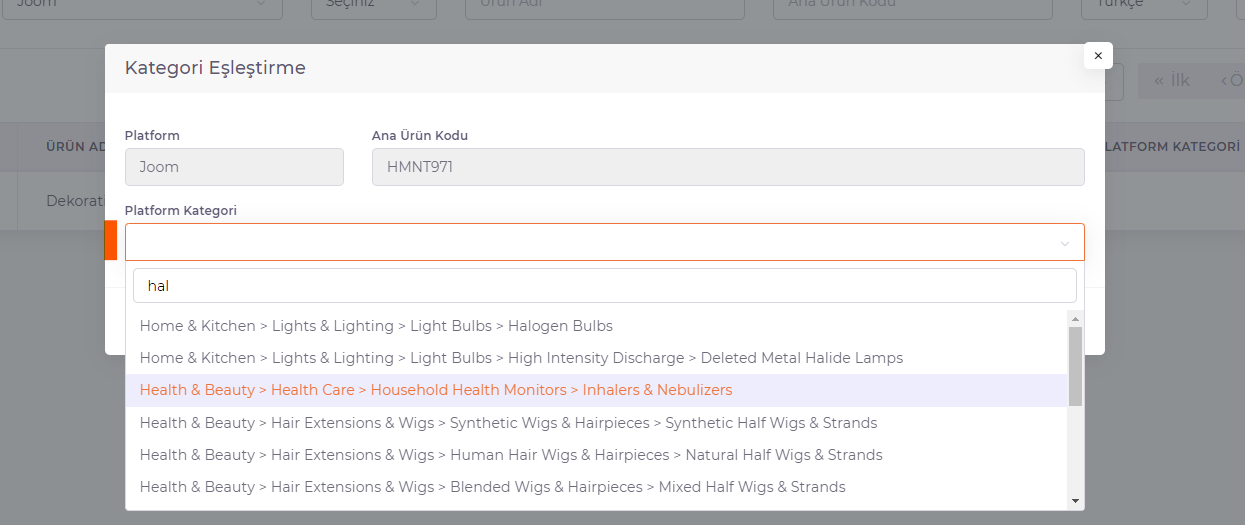 Joom Seçiniz Ürün Adı Ana Ürün Kodu Türkçe
Kategori Eşleştirme ×
« İlk ‹ Ö
Platform Ana Ürün Kodu
ÜRÜN AD LATFORM KATEGORİ
Joom HMNT971
Dekorati
Platform Kategori
hal
Home & Kitchen > Lights & Lighting > Light Bulbs > Halogen Bulbs
Home & Kitchen > Lights & Lighting > Light Bulbs > High Intensity Discharge > Deleted Metal Halide Lamps
Health & Beauty > Health Care > Household Health Monitors > Inhalers & Nebulizers
Health & Beauty > Hair Extensions & Wigs > Synthetic Wigs & Hairpieces > Synthetic Half Wigs & Strands
Health & Beauty > Hair Extensions & Wigs > Human Hair Wigs & Hairpieces > Natural Half Wigs & Strands
Health & Beauty > Hair Extensions & Wigs > Blended Wigs & Hairpieces > Mixed Half Wigs & Strands